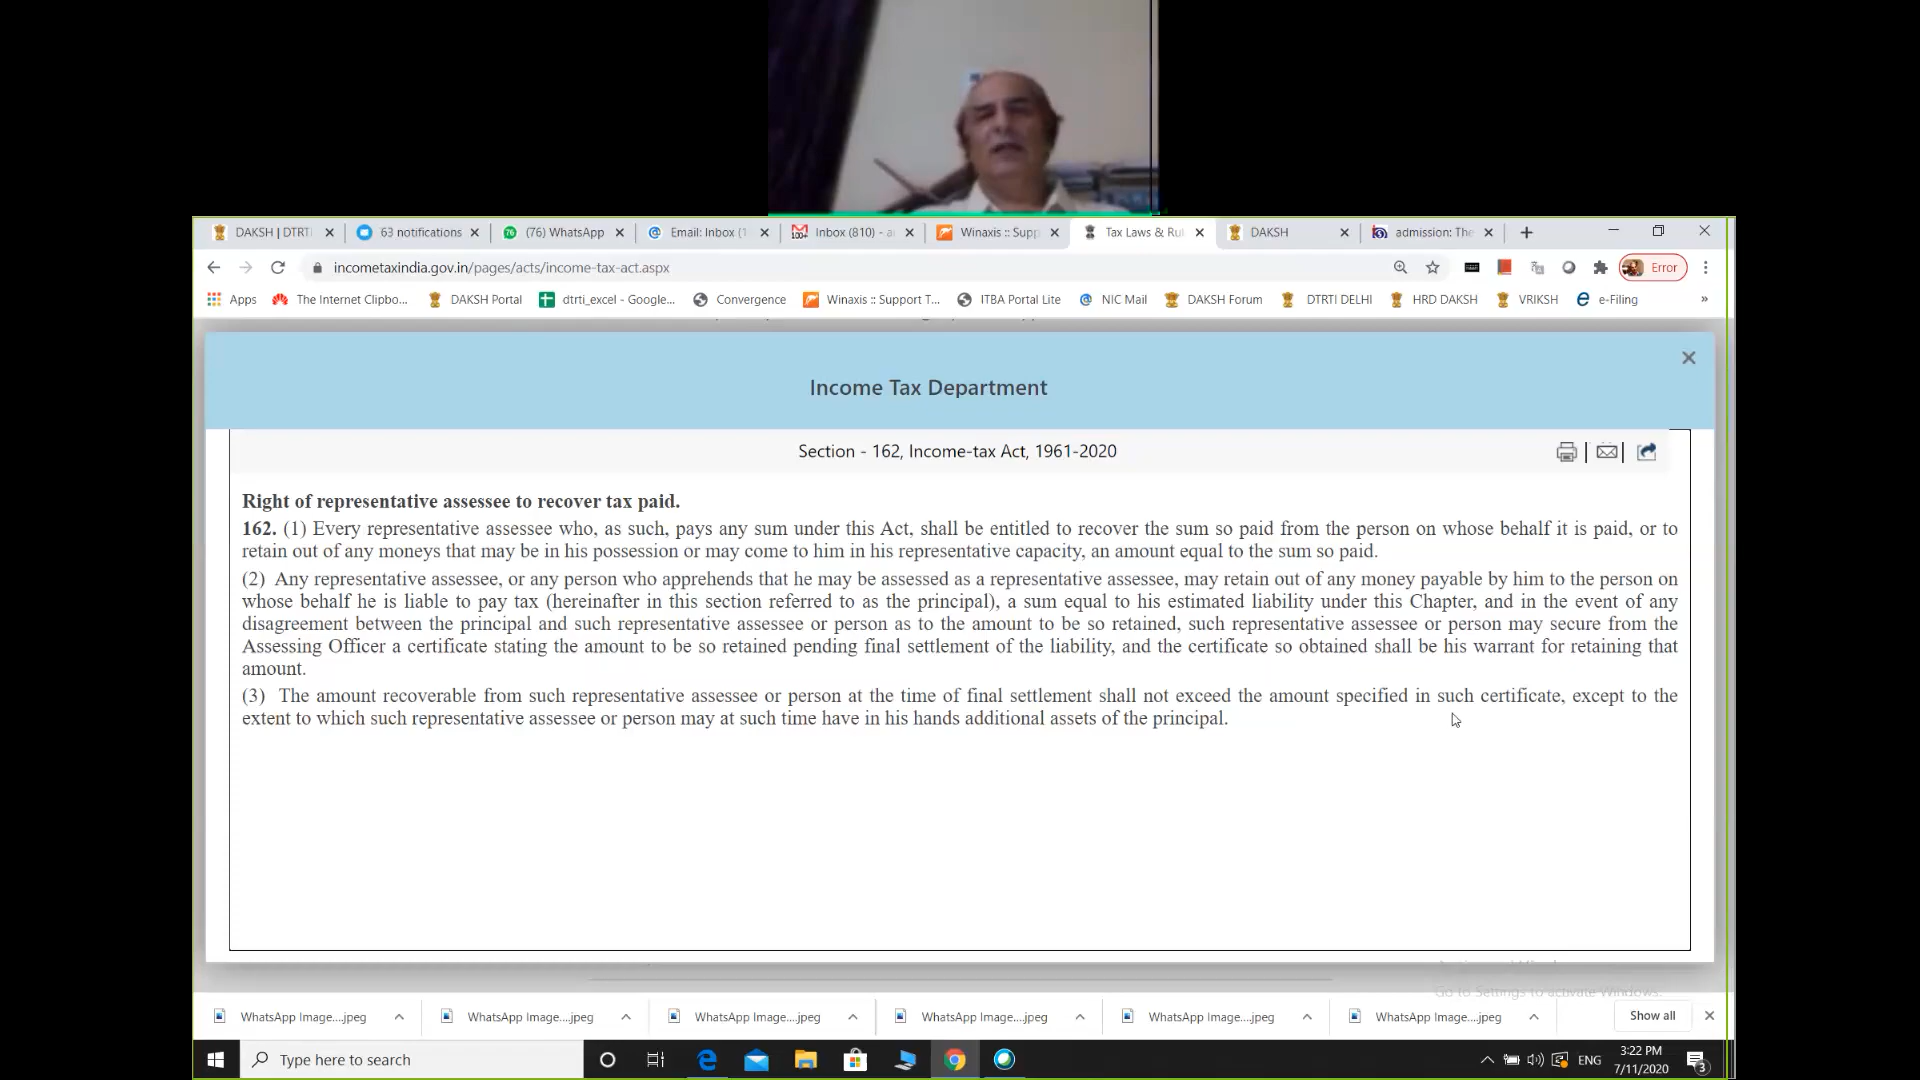 DAKSH | DTRTI
63 notifications
(76) WhatsApp
Email: Inbox (1
Inbox (810) - a
Winaxis :: Supp
Tax Laws & Rul
DAKSH
admission: The
incometaxindia.gov.in/pages/acts/income-tax-act.aspx
Error
Apps
The Internet Clipbo...
DAKSH Portal
dtrti_excel - Google...
Convergence
Winaxis :: Support T...
ITBA Portal Lite
NIC Mail
DAKSH Forum
DTRTI DELHI
HRD DAKSH
VRIKSH
e-Filing
»
Income Tax Department
Section - 162, Income-tax Act, 1961-2020
Right of representative assessee to recover tax paid.
162. (1) Every representative assessee who, as such, pays any sum under this Act, shall be entitled to recover the sum so paid from the person on whose behalf it is paid, or to
retain out of any moneys that may be in his possession or may come to him in his representative capacity, an amount equal to the sum so paid.
(2) Any representative assessee, or any person who apprehends that he may be assessed as a representative assessee, may retain out of any money payable by him to the person on
whose behalf he is liable to pay tax (hereinafter in this section referred to as the principal), a sum equal to his estimated liability under this Chapter, and in the event of any
disagreement between the principal and such representative assessee or person as to the amount to be so retained, such representative assessee or person may secure from the
Assessing Officer a certificate stating the amount to be so retained pending final settlement of the liability, and the certificate so obtained shall be his warrant for retaining that
amount.
(3) The amount recoverable from such representative assessee or person at the time of final settlement shall not exceed the amount specified in such certificate, except to the
extent to which such representative assessee or person may at such time have in his hands additional assets of the principal.
Go to Settings to activate Windows.
WhatsApp Image....jpeg
WhatsApp Image....jpeg
WhatsApp Image....jpeg
WhatsApp Image....jpeg
WhatsApp Image....jpeg
WhatsApp Image....jpeg
Show all
Type here to search
ENG
3:22 PM
7/11/2020
3